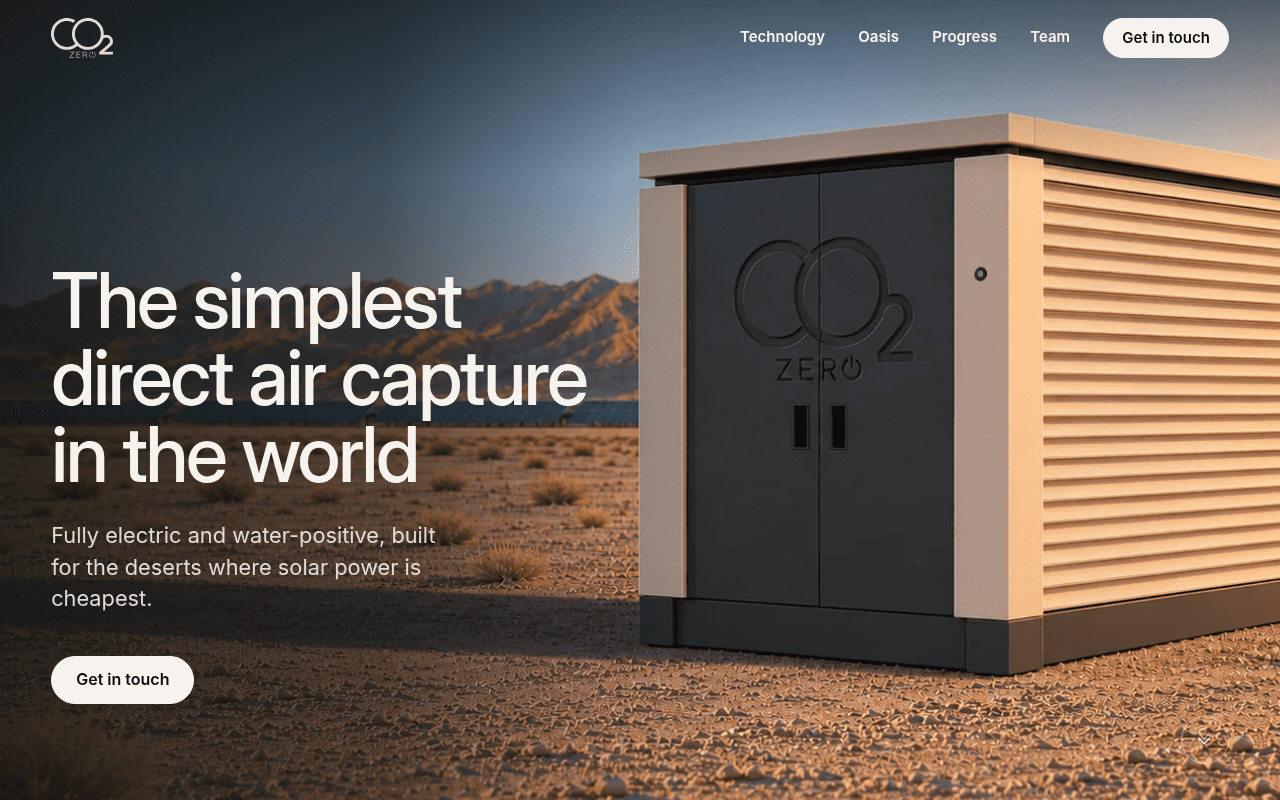 CO2
ZERO
Technology
Oasis
Progress
Team
Get in touch
The simplest
direct air capture
in the world
Fully electric and water-positive, built
for the deserts where solar power is
cheapest.
Get in touch
CO2
ZERO